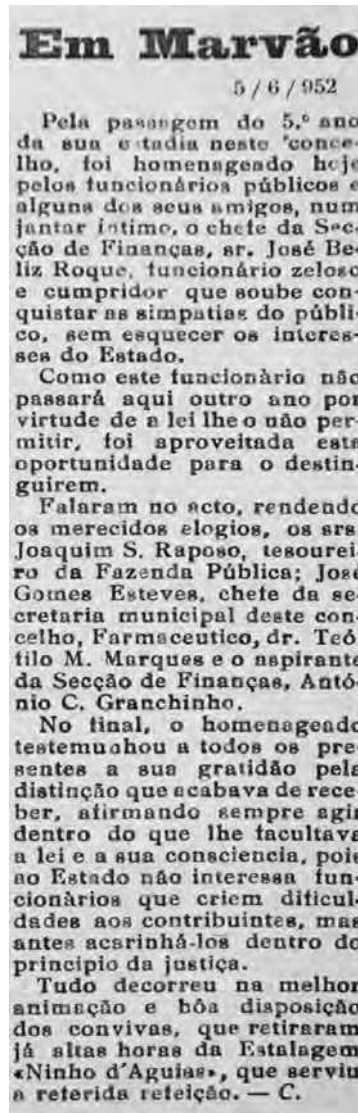 Em Marvão
5/6/952
Pela passagem do 5.º ano
da sua estadia neste conce-
lho, foi homenageado hoje
pelos funcionários públicos e
alguns dos seus amigos, num
jantar íntimo, o chefe da Sec-
ção de Finanças, sr. José Be-
liz Roque, funcionário zeloso
e cumpridor que soube con-
quistar as simpatias do públi-
co, sem esquecer os interes-
ses do Estado.
Como este funcionàrio não
passará aqui outro ano por
virtude de a lei lhe o não per-
mitir, foi aproveitada esta
oportunidade para o destin-
guirem.
Falaram no acto, rendendo
os merecidos elogios, os srs.
Joaquim S. Raposo, tesourei-
ro da Fazenda Pública; José
Gomes Esteves, chefe da se-
cretaria municipal deste con-
celho, Farmaceutico, dr. Teó-
filo M. Marques e o aspirante
da Secção de Finanças, Antó-
nio C. Granchinho.
No final, o homenageado
testemunhou a todos os pre-
sentes a sua gratidão pela
distinção que acabava de rece-
ber, afirmando sempre agir
dentro do que lhe facultava
a lei e a sua consciencia, pois
ao Estado não interessa fun-
cionários que criem dificul-
dades aos contribuintes, mas
antes acarinhá-los dentro do
principio da justiça.
Tudo decorreu na melhor
animação e bôa disposição
dos convivas, que retiraram
já altas horas da Estalagem
«Ninho d'Aguias», que serviu
a referida refeição. — C.